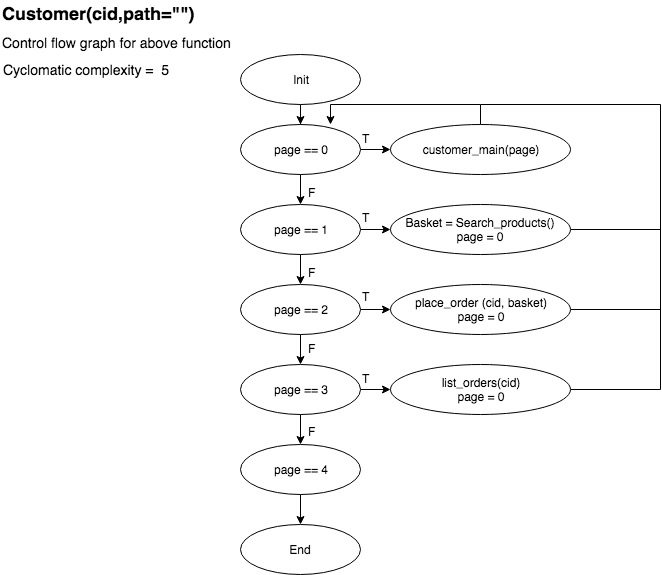 Customer(cid,path="")
Control flow graph for above function
Cyclomatic complexity = 5
Init
page == 0
T
customer_main(page)
F
page == 1
T
Basket = Search_products()
page = 0
F
page == 2
T
place_order (cid, basket)
page = 0
F
page == 3
T
list_orders(cid)
page = 0
F
page == 4
End